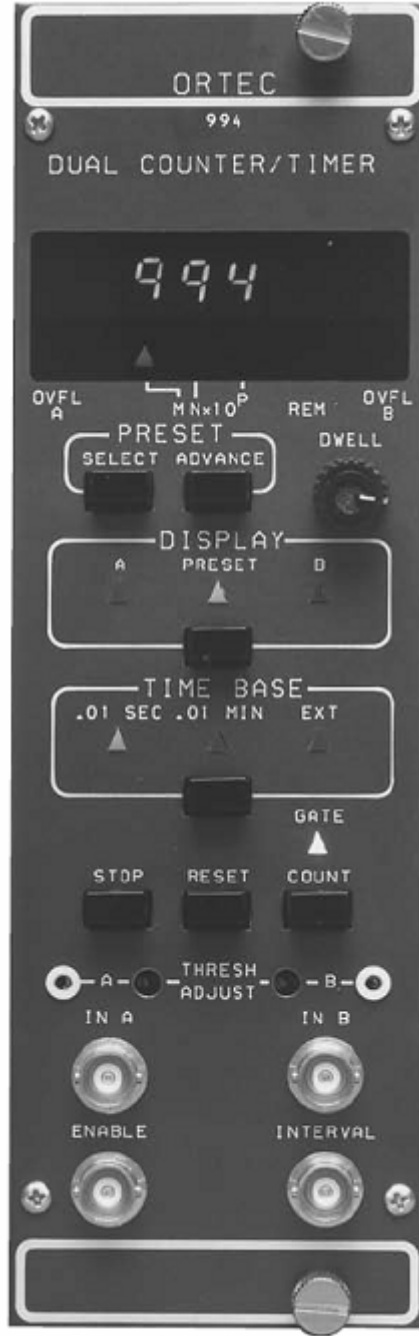 ORTEC
994
DUAL COUNTER/TIMER
994
OVFL A
M N×10^P
REM
OVFL B
PRESET
SELECT ADVANCE
DWELL
DISPLAY
A PRESET B
TIME BASE
.01 SEC .01 MIN EXT
GATE
STOP RESET COUNT
A THRESH ADJUST B
IN A IN B
ENABLE INTERVAL